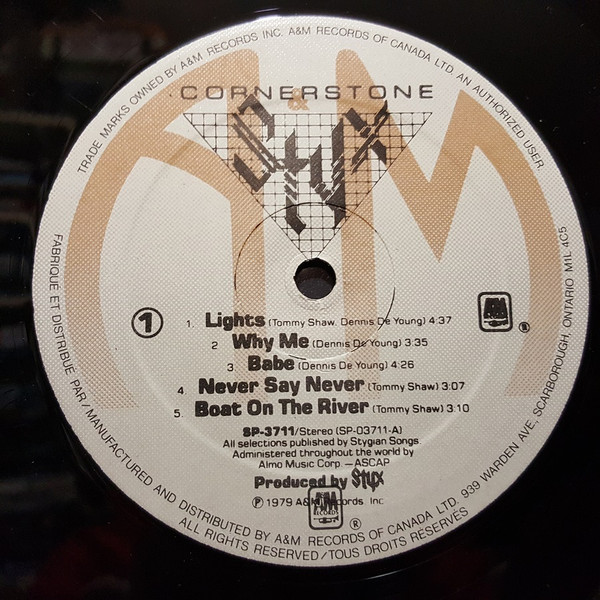 TRADE MARKS OWNED BY A&M RECORDS INC. A&M RECORDS OF CANADA LTD. AN AUTHORIZED USER.
CORNERSTONE
Styx
1
1. Lights (Tommy Shaw, Dennis De Young) 4:37
2 Why Me (Dennis De Young) 3:35
3. Babe (Dennis De Young) 4:26
4 Never Say Never (Tommy Shaw) 3:07
5. Boat On The River (Tommy Shaw) 3:10
A&M
®
SP-3711/Stereo (SP-03711-A)
All selections published by Stygian Songs.
Administered throughout the world by
Almo Music Corp. — ASCAP
Produced by Styx
℗ 1979 A&M Records, Inc
A&M
RECORDS
®
FABRIQUE ET DISTRIBUE PAR/MANUFACTURED AND DISTRIBUTED BY A&M RECORDS OF CANADA LTD. 939 WARDEN AVE, SCARBOROUGH, ONTARIO M1L 4C5
ALL RIGHTS RESERVED/TOUS DROITS RESERVÉS